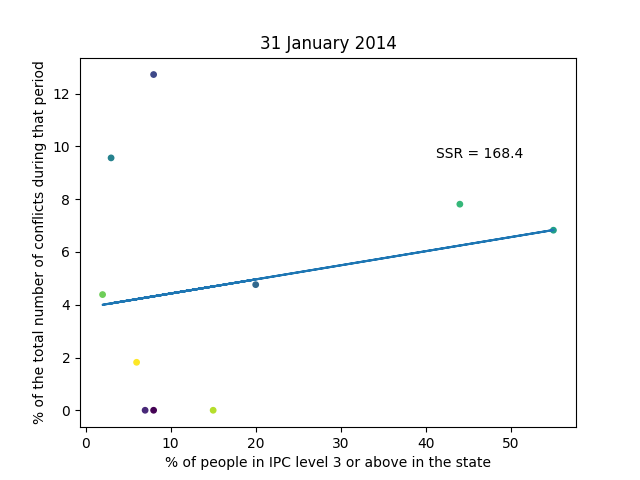 31 January 2014
% of the total number of conflicts during that period
12
10
8
6
4
2
0
SSR = 168.4
0 10 20 30 40 50
% of people in IPC level 3 or above in the state